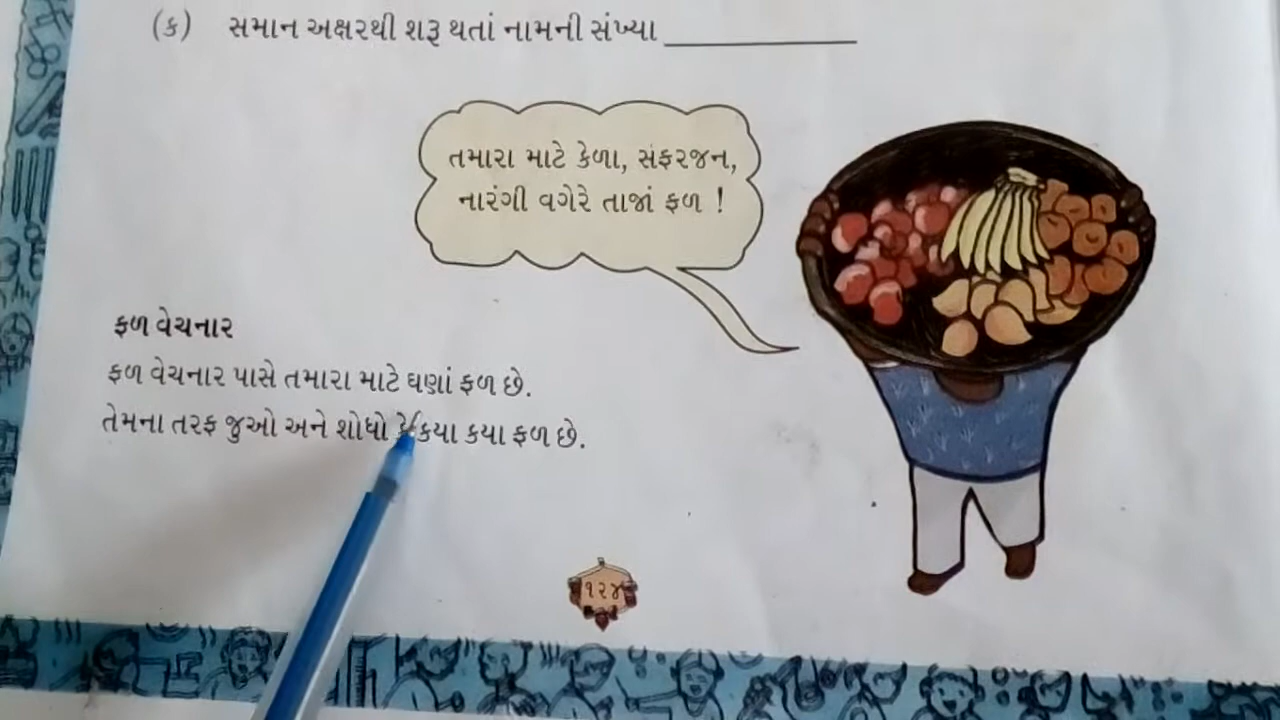 (ક) સમાન અક્ષરથી શરૂ થતાં નામની સંખ્યા
તમારા માટે કેળા, સફરજન,
નારંગી વગેરે તાજાં ફળ !
ફળ વેચનાર
ફળ વેચનાર પાસે તમારા માટે ઘણાં ફળ છે.
તેમના તરફ જુઓ અને શોધો કે કયા કયા ફળ છે.
૧૨૪